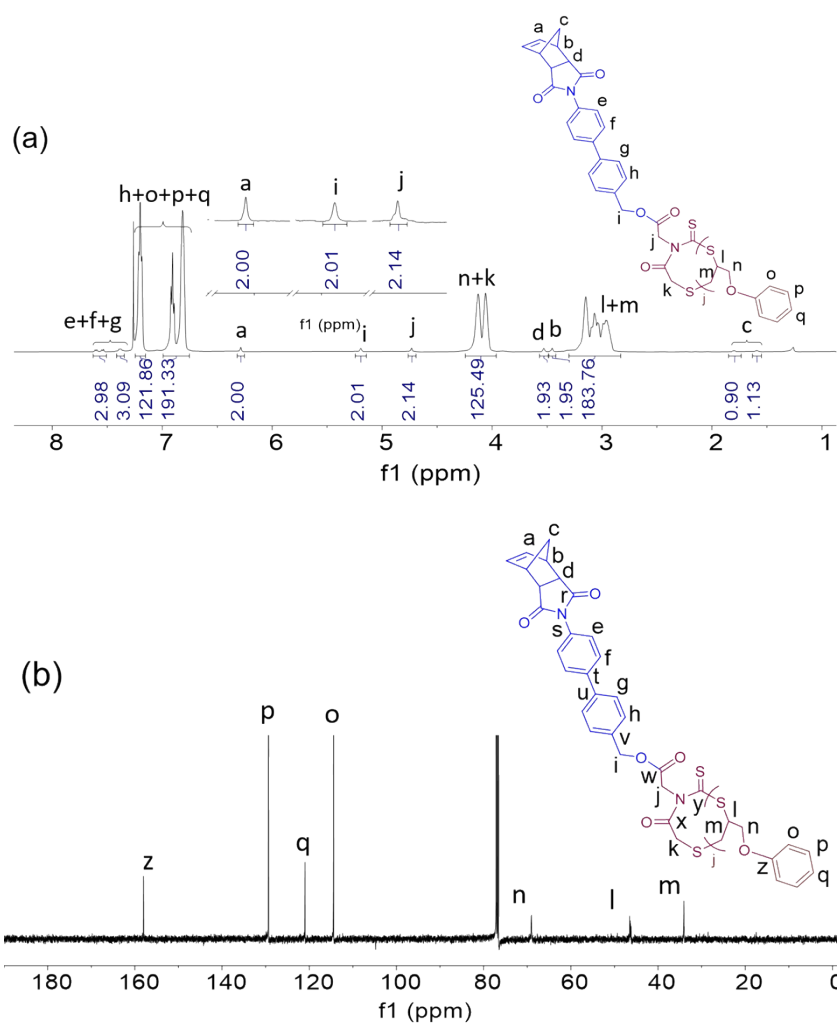 (a)
c
a
b
d
O
N
O
e
f
g
h
i
O
O
j
N
S
S
l
m
n
O
k
S
j
O
o
p
q
h+o+p+q
a
i
j
2.00
2.01
2.14
f1 (ppm)
e+f+g
a
i
j
n+k
d
b
l+m
c
2.98
3.09
121.86
191.33
2.00
2.01
2.14
125.49
1.93
1.95
183.76
0.90
1.13
8 7 6 5 4 3 2 1
f1 (ppm)
(b)
c
a
b
d
r
O
O
N
s
e
f
t
u
g
h
v
i
O
O
w
j
N
S
y
S
l
O
x
m
n
k
S
j
O
z
o
p
q
z
p
q
o
n
l
m
180 160 140 120 100 80 60 40 20 0
f1 (ppm)